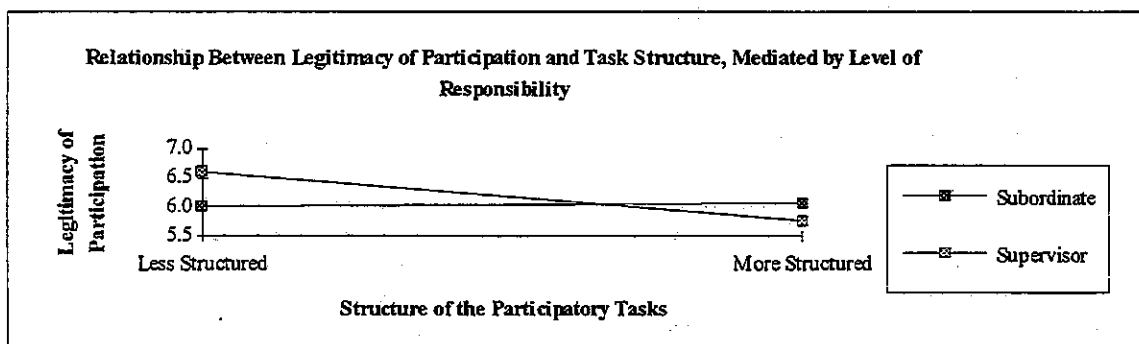 Relationship Between Legitimacy of Participation and Task Structure, Mediated by Level of
Responsibility
Legitimacy of
Participation
7.0
6.5
6.0
5.5
Less Structured
More Structured
Structure of the Participatory Tasks
Subordinate
Supervisor